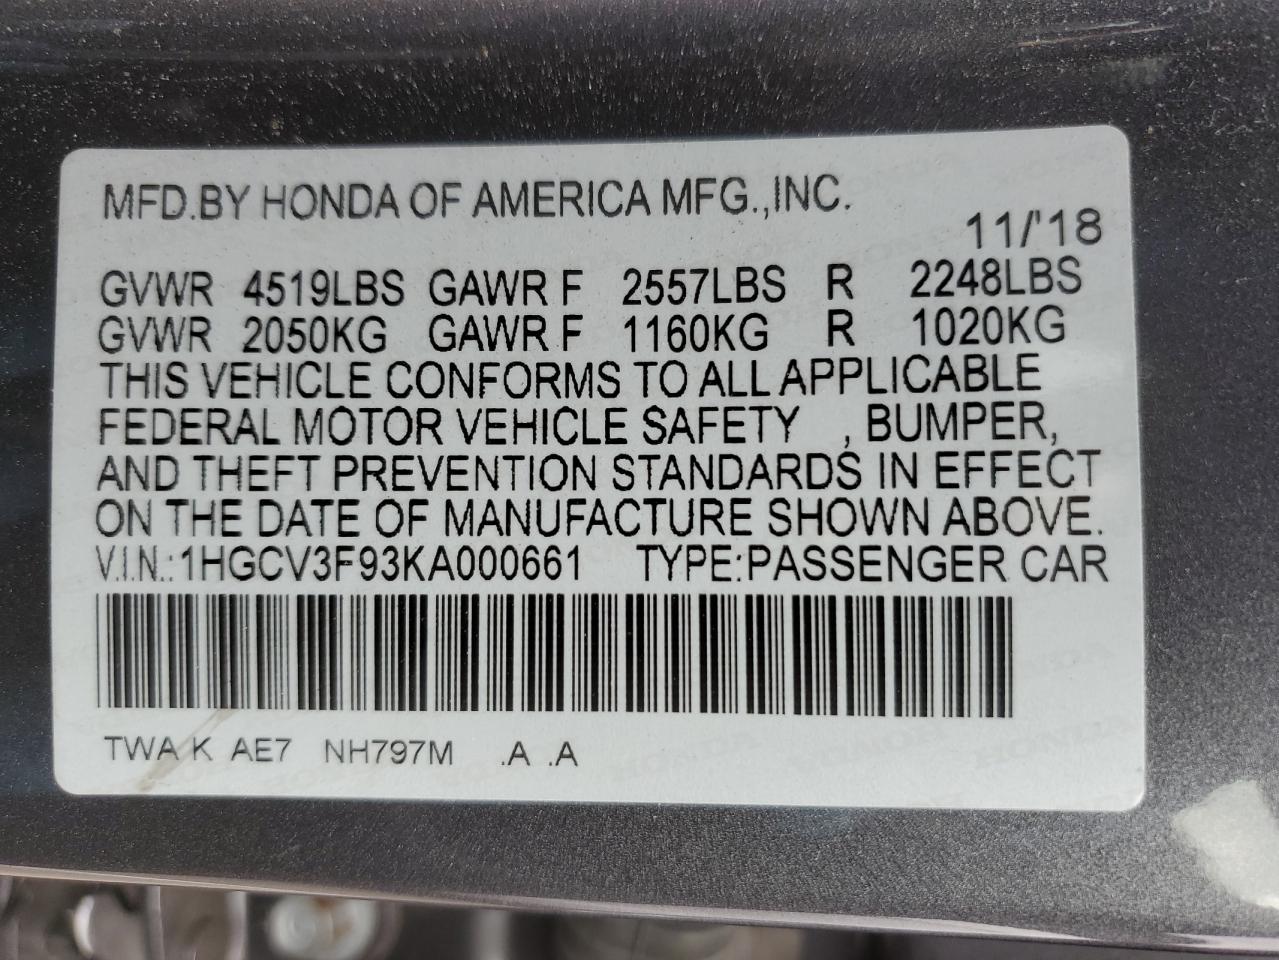 MFD.BY HONDA OF AMERICA MFG.,INC.
11/'18
GVWR 4519LBS GAWR F 2557LBS R 2248LBS
GVWR 2050KG GAWR F 1160KG R 1020KG
THIS VEHICLE CONFORMS TO ALL APPLICABLE
FEDERAL MOTOR VEHICLE SAFETY , BUMPER,
AND THEFT PREVENTION STANDARDS IN EFFECT
ON THE DATE OF MANUFACTURE SHOWN ABOVE.
V.I.N.:1HGCV3F93KA000661 TYPE:PASSENGER CAR
TWA K AE7 NH797M .A .A